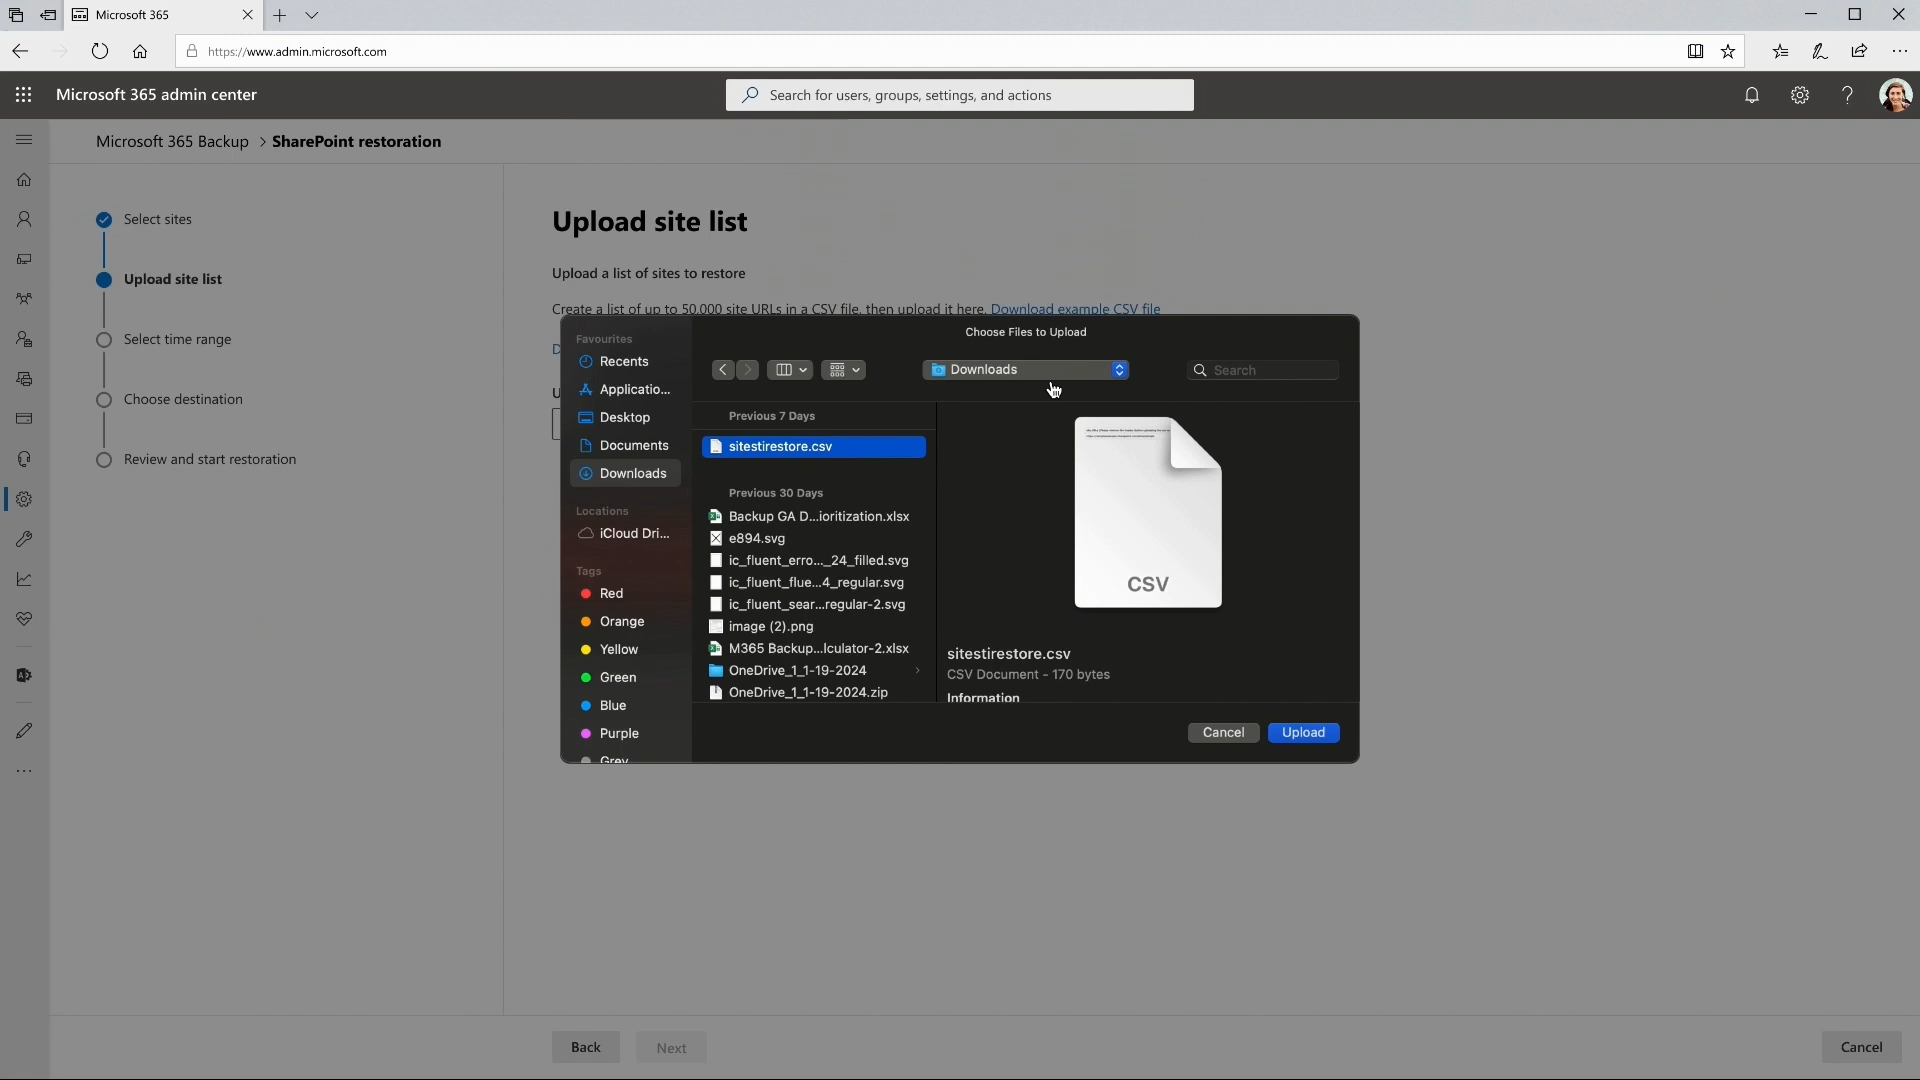 Microsoft 365
https://www.admin.microsoft.com
Microsoft 365 admin center
Search for users, groups, settings, and actions
Microsoft 365 Backup > SharePoint restoration
Select sites
Upload site list
Select time range
Choose destination
Review and start restoration
Upload site list
Upload a list of sites to restore
Create a list of up to 50,000 site URLs in a CSV file, then upload it here. Download example CSV file
Choose Files to Upload
Downloads
Search
Favourites
Recents
Applicatio...
Desktop
Documents
Downloads
Locations
iCloud Dri...
Tags
Red
Orange
Yellow
Green
Blue
Purple
Grey
Previous 7 Days
sitestirestore.csv
Previous 30 Days
Backup GA D...ioritization.xlsx
e894.svg
ic_fluent_erro..._24_filled.svg
ic_fluent_flue...4_regular.svg
ic_fluent_sear...regular-2.svg
image (2).png
M365 Backup...lculator-2.xlsx
OneDrive_1_1-19-2024
OneDrive_1_1-19-2024.zip
CSV
sitestirestore.csv
CSV Document - 170 bytes
Information
Cancel
Upload
Back
Next
Cancel